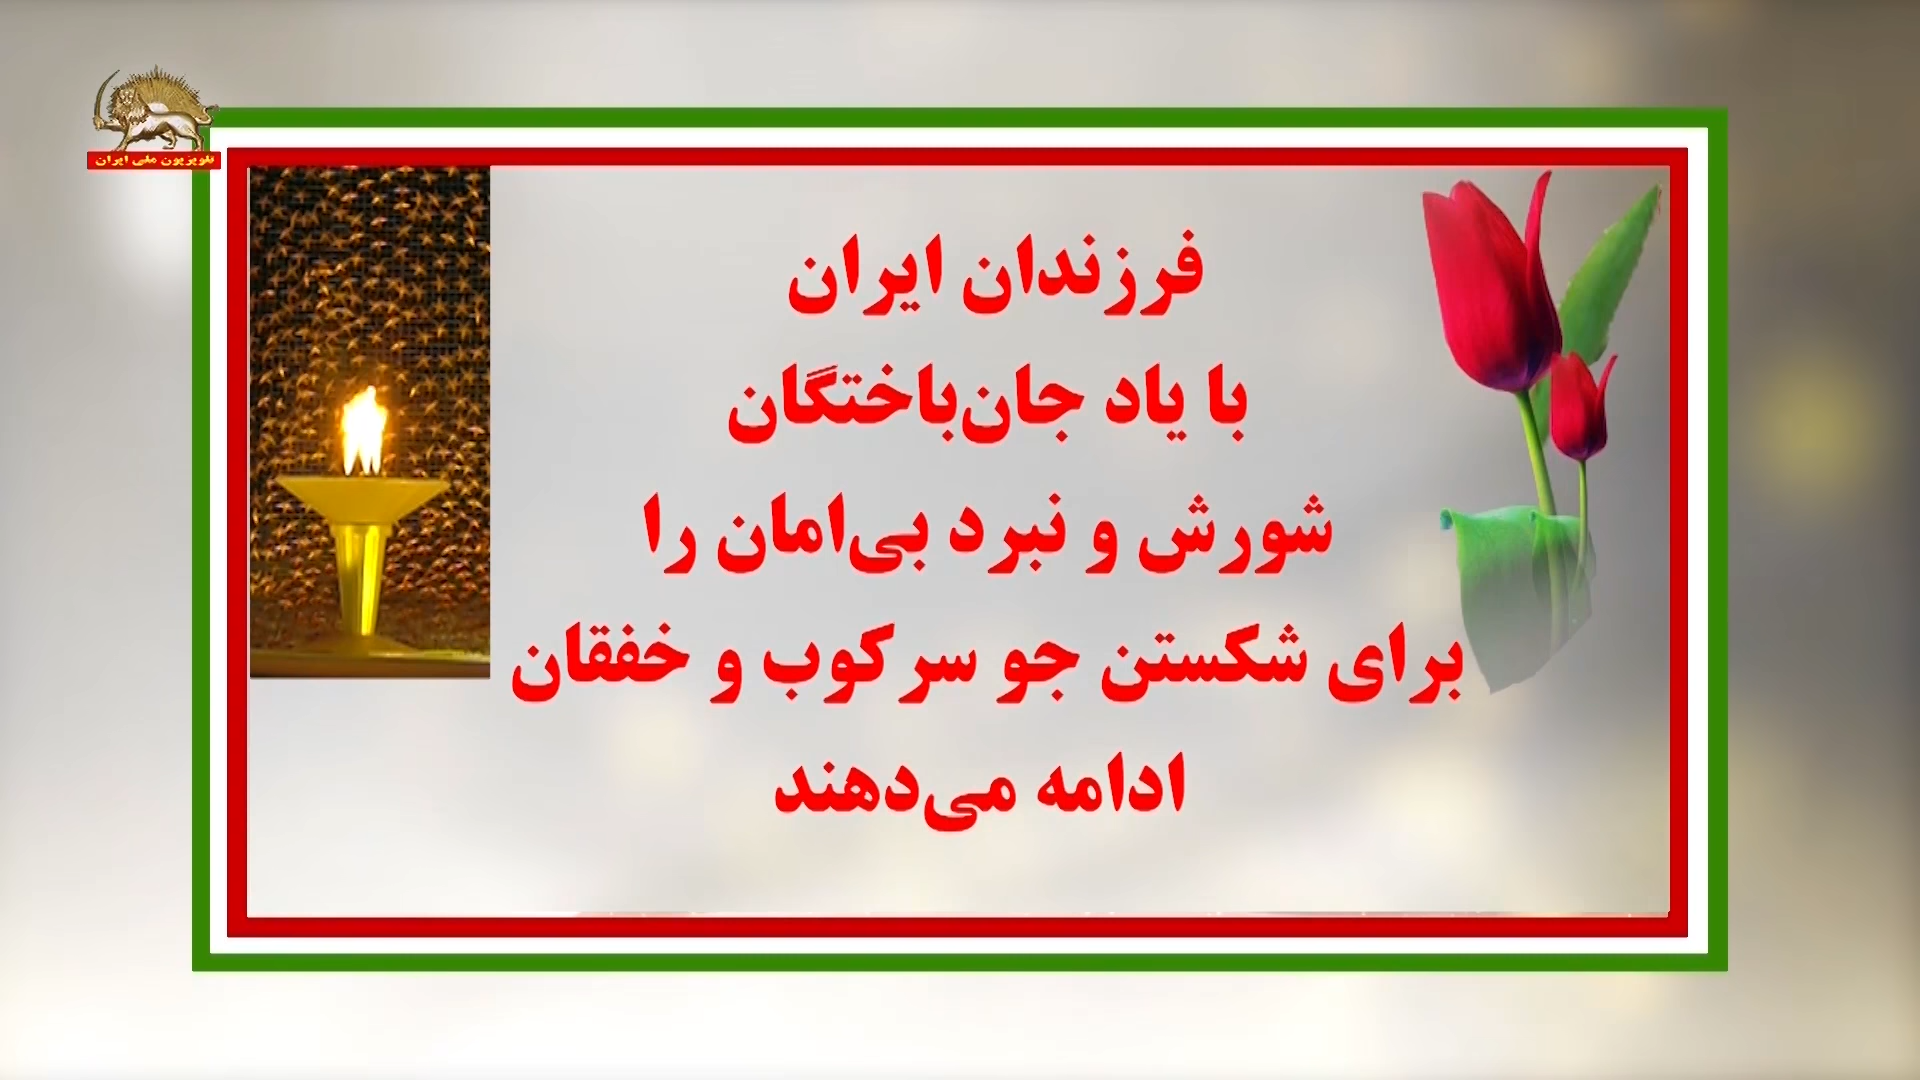 تلویزیون ملی ایران
فرزندان ایران
با یاد جان‌باختگان
شورش و نبرد بی‌امان را
برای شکستن جو سرکوب و خفقان
ادامه می‌دهند